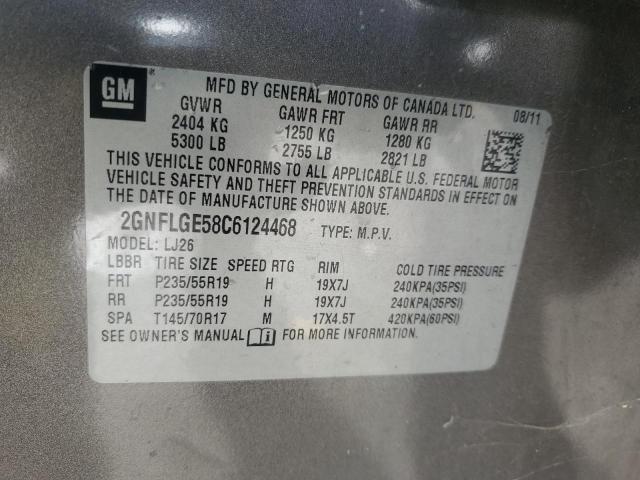 GM
MFD BY GENERAL MOTORS OF CANADA LTD.
GVWR GAWR FRT GAWR RR 08/11
2404 KG 1250 KG 1280 KG
5300 LB 2755 LB 2821 LB
THIS VEHICLE CONFORMS TO ALL APPLICABLE U.S. FEDERAL MOTOR
VEHICLE SAFETY AND THEFT PREVENTION STANDARDS IN EFFECT ON
THE DATE OF MANUFACTURE SHOWN ABOVE.
2GNFLGE58C6124468 TYPE: M.P.V.
MODEL: LJ26
LBBR TIRE SIZE SPEED RTG RIM COLD TIRE PRESSURE
FRT P235/55R19 H 19X7J 240KPA(35PSI)
RR P235/55R19 H 19X7J 240KPA(35PSI)
SPA T145/70R17 M 17X4.5T 420KPA(60PSI)
SEE OWNER'S MANUAL FOR MORE INFORMATION.